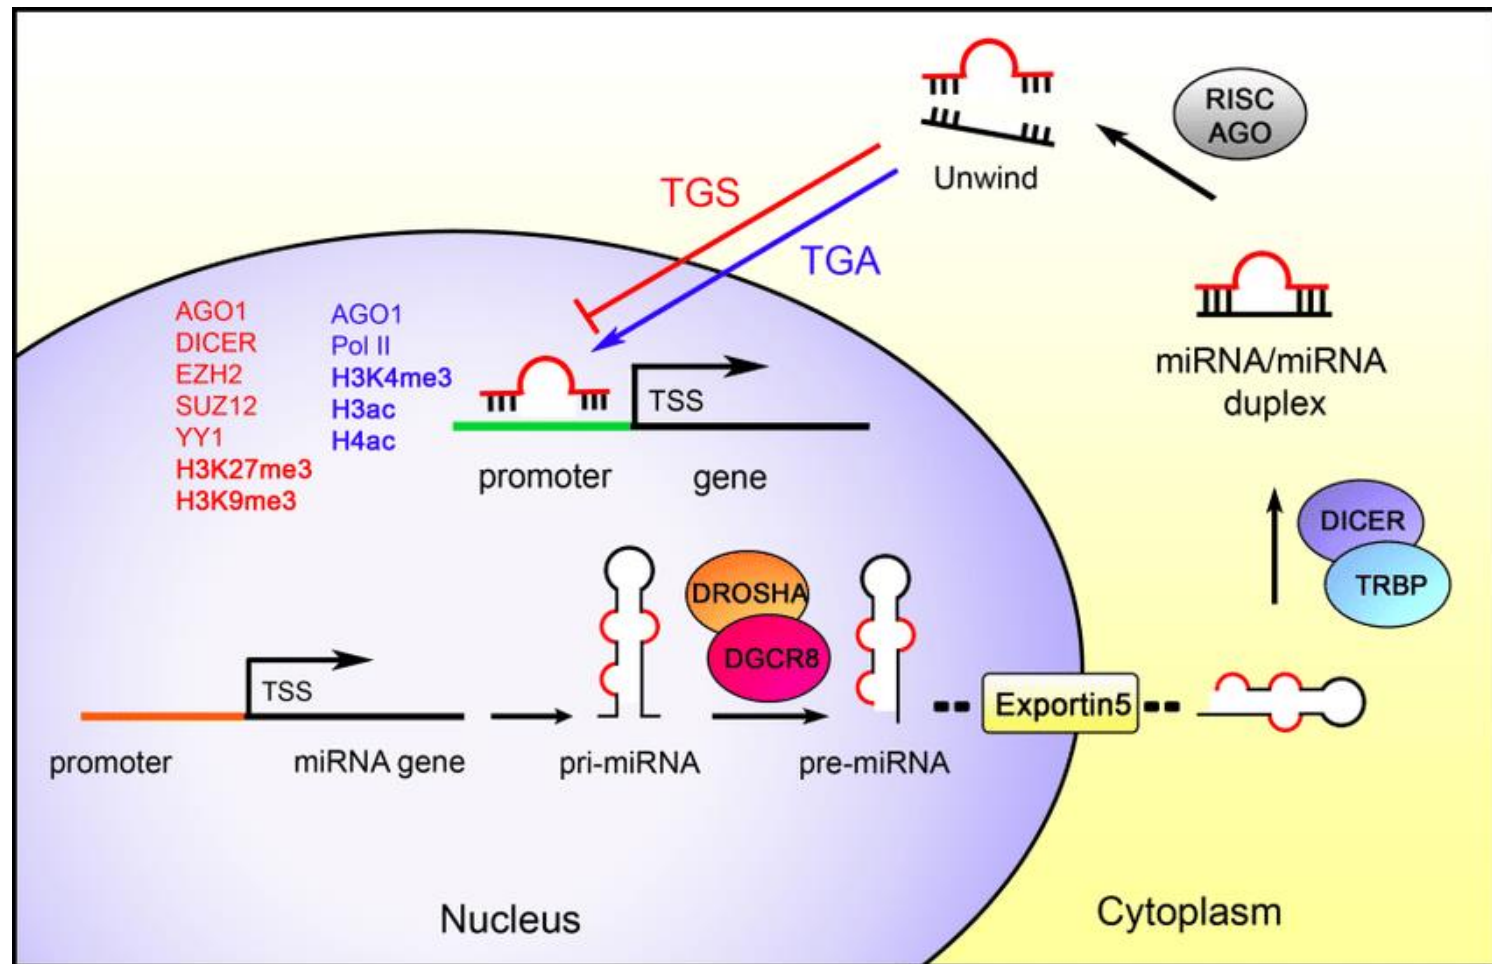 RISC
AGO
Unwind
TGS
TGA
miRNA/miRNA
duplex
AGO1
DICER
EZH2
SUZ12
YY1
H3K27me3
H3K9me3
AGO1
Pol II
H3K4me3
H3ac
H4ac
TSS
promoter
gene
DICER
TRBP
DROSHA
DGCR8
TSS
Exportin5
promoter
miRNA gene
pri-miRNA
pre-miRNA
Nucleus
Cytoplasm